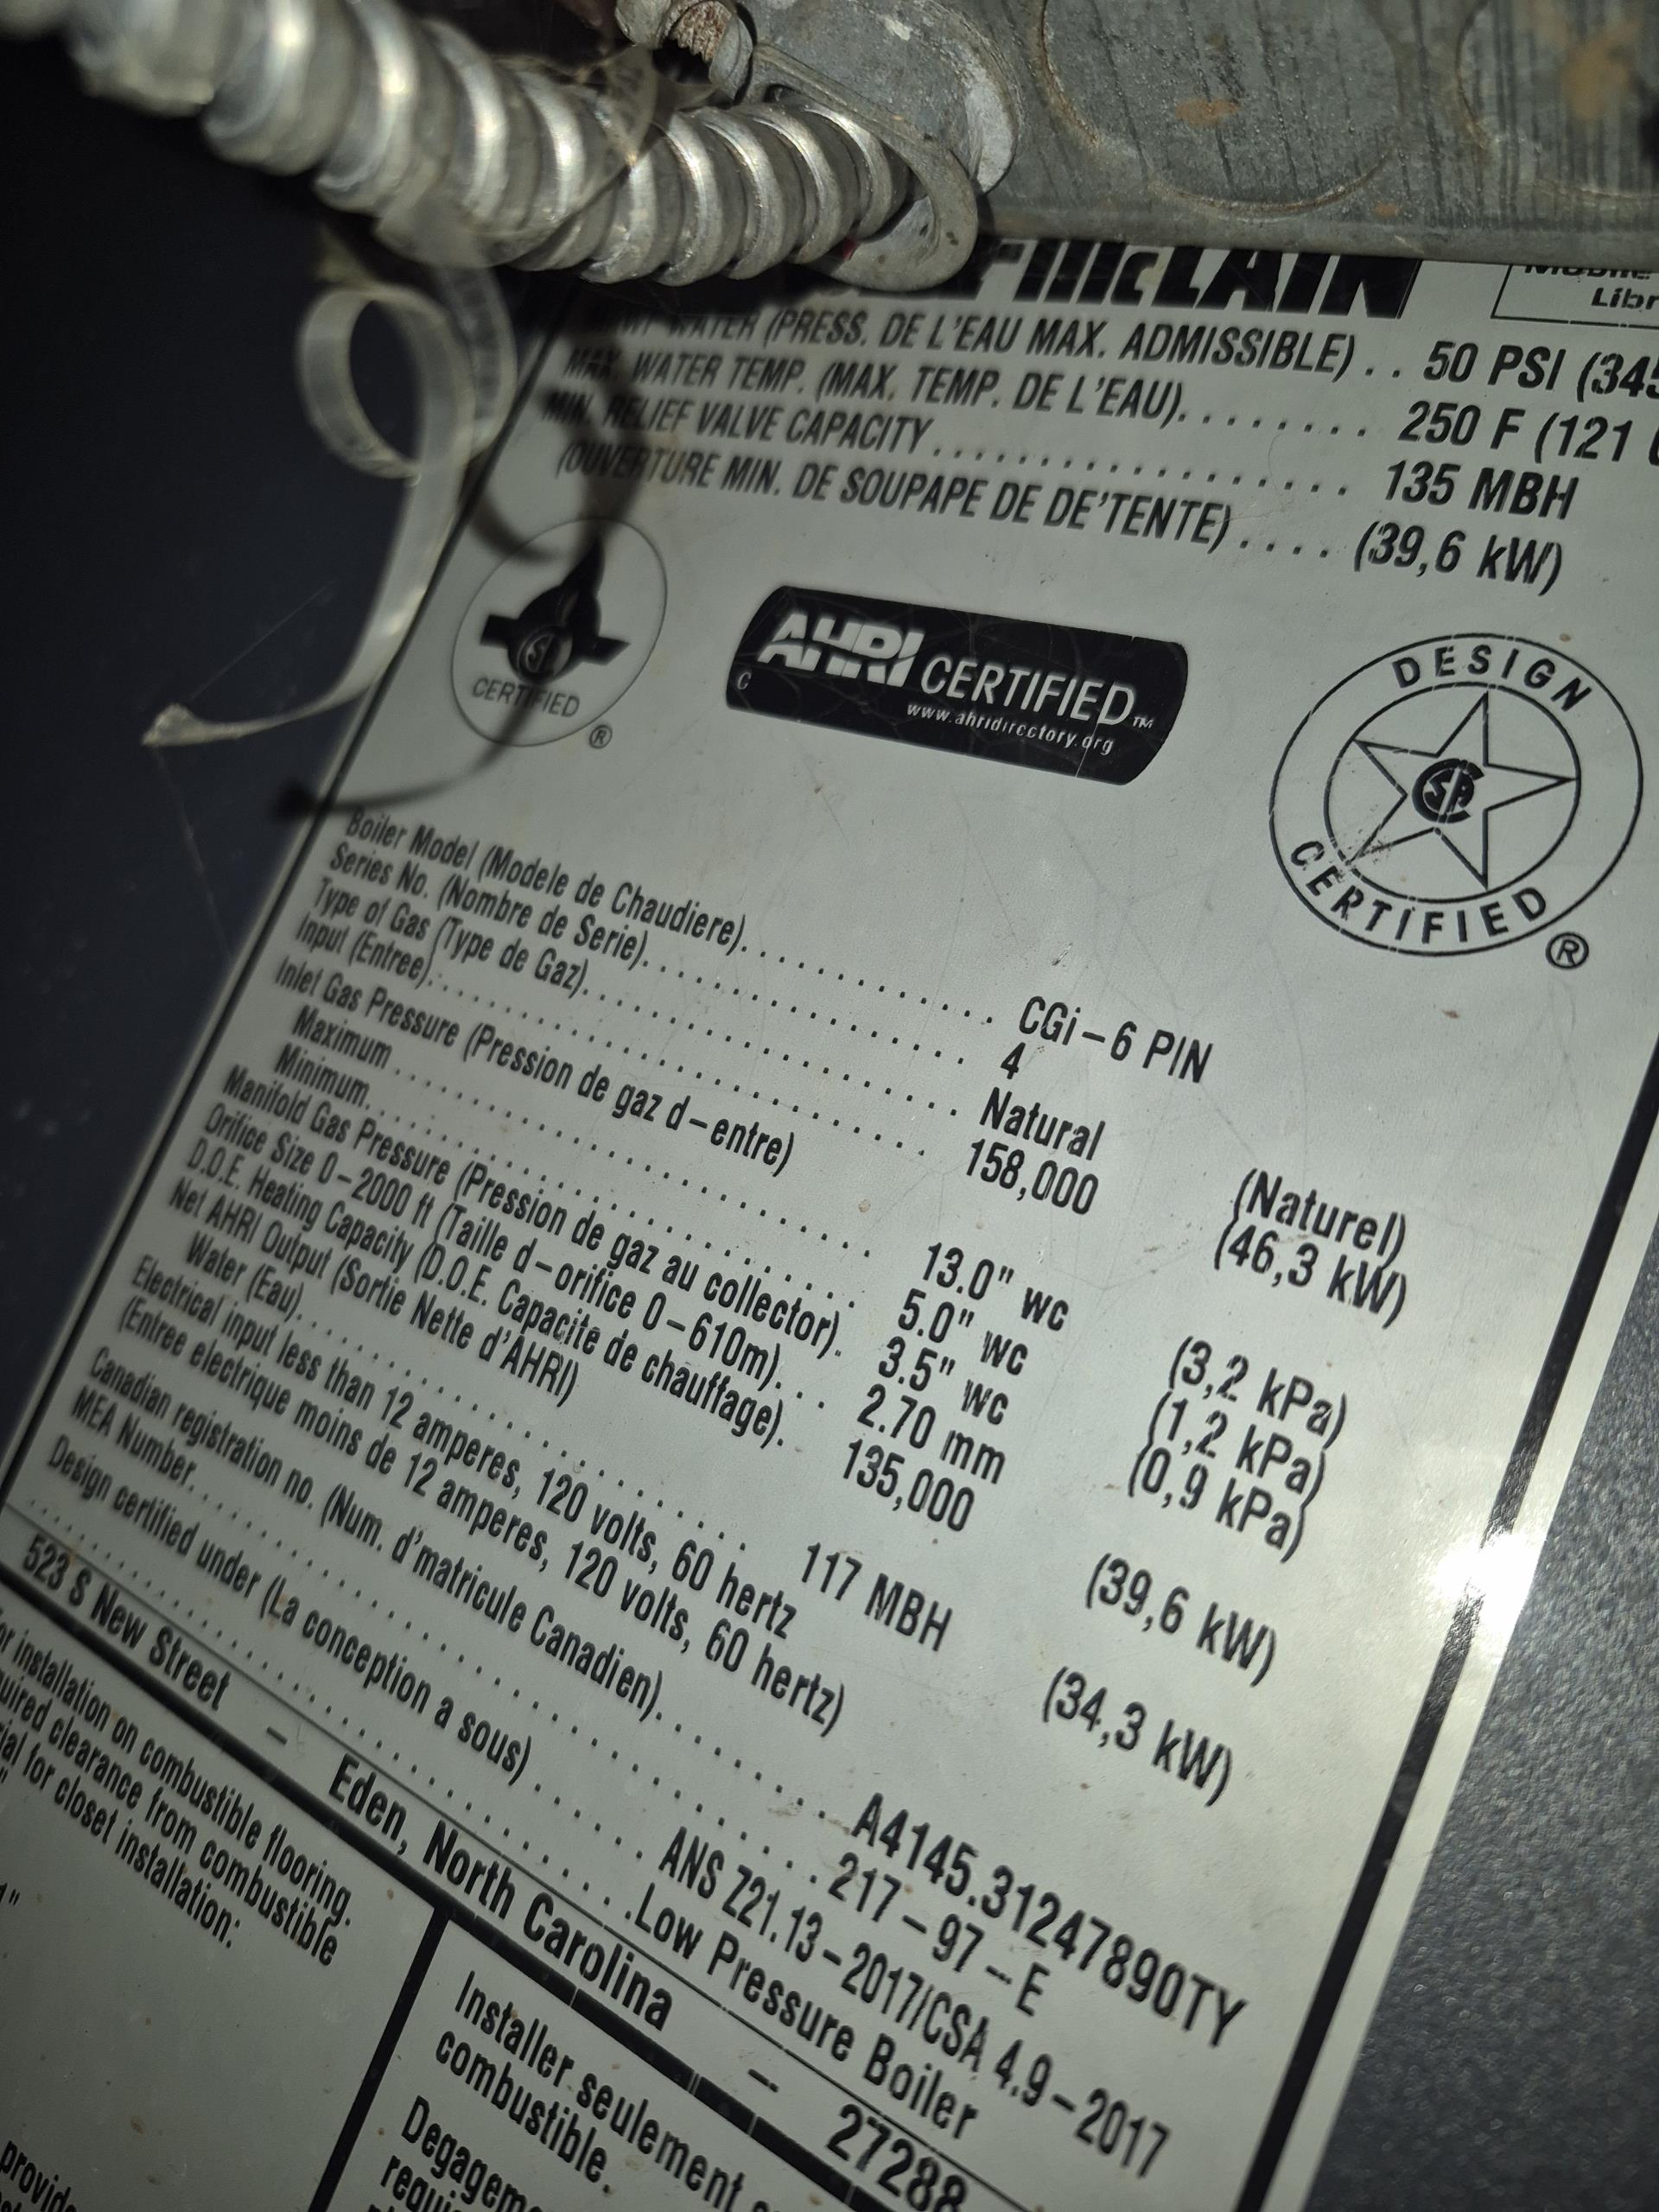 McLAIN
Libr
WATER (PRESS. DE L'EAU MAX. ADMISSIBLE) . . 50 PSI (345
MAX. WATER TEMP. (MAX. TEMP. DE L'EAU). . . . . . . . 250 F (121
MIN. RELIEF VALVE CAPACITY . . . . . . . . . . . . . . . . . . 135 MBH
(OUVERTURE MIN. DE SOUPAPE DE DE'TENTE) . . . . (39,6 kW)
CERTIFIED
®
C
AHRI CERTIFIED™
www.ahridirectory.org
DESIGN
CSA
CERTIFIED
®
Boiler Model (Modele de Chaudiere). . . . . . . . . . . . . . CGi–6 PIN
Series No. (Nombre de Serie). . . . . . . . . . . . . . . . . . 4
Type of Gas (Type de Gaz). . . . . . . . . . . . . . . . . . . . Natural (Naturel)
Input (Entree):. . . . . . . . . . . . . . . . . . . . . . . . . . 158,000 (46,3 kW)
Inlet Gas Pressure (Pression de gaz d–entre)
Maximum . . . . . . . . . . . . . . . . . . . . . . . . . . 13.0" wc (3,2 kPa)
Minimum. . . . . . . . . . . . . . . . . . . . . . . . . . . 5.0" wc (1,2 kPa)
Manifold Gas Pressure (Pression de gaz au collector). 3.5" wc (0,9 kPa)
Orifice Size 0–2000 ft (Taille d–orifice 0–610m). . . 2.70 mm
D.O.E. Heating Capacity (D.O.E. Capacite de chauffage). 135,000 (39,6 kW)
Net AHRI Output (Sortie Nette d'AHRI)
Water (Eau). . . . . . . . . . . . . . . . . . . . . . . . . . 117 MBH (34,3 kW)
Electrical input less than 12 amperes, 120 volts, 60 hertz
(Entree electrique moins de 12 amperes, 120 volts, 60 hertz)
Canadian registration no. (Num. d'matricule Canadien). . . . . . . . . A4145.31247890TY
MEA Number. . . . . . . . . . . . . . . . . . . . . . . . . . . 217–97–E
Design certified under (La conception a sous) . . . . . . ANS Z21.13–2017/CSA 4.9–2017
. . . . . . . . . . . . . . . . . . . . . . . . . . . .Low Pressure Boiler
523 S New Street – Eden, North Carolina – 27288
installation on combustible flooring.
clearance from combustible
for closet installation:
Installer seulement
combustible.